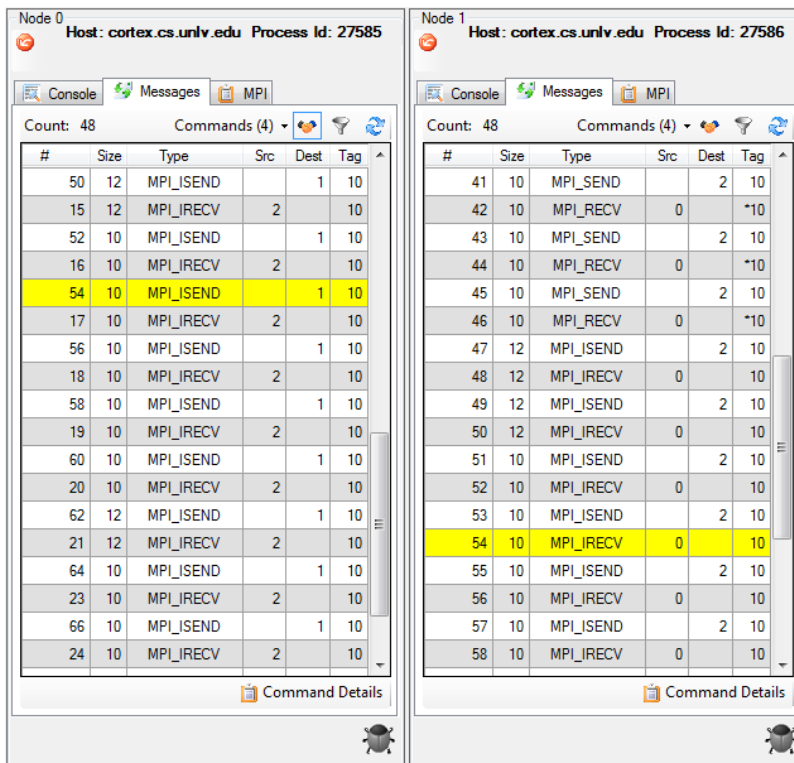 Node 0
Host: cortex.cs.unlv.edu Process Id: 27585
Console Messages MPI
Count: 48 Commands (4)
# Size Type Src Dest Tag
50 12 MPI_ISEND 1 10
15 12 MPI_IRECV 2 10
52 10 MPI_ISEND 1 10
16 10 MPI_IRECV 2 10
54 10 MPI_ISEND 1 10
17 10 MPI_IRECV 2 10
56 10 MPI_ISEND 1 10
18 10 MPI_IRECV 2 10
58 10 MPI_ISEND 1 10
19 10 MPI_IRECV 2 10
60 10 MPI_ISEND 1 10
20 10 MPI_IRECV 2 10
62 12 MPI_ISEND 1 10
21 12 MPI_IRECV 2 10
64 10 MPI_ISEND 1 10
23 10 MPI_IRECV 2 10
66 10 MPI_ISEND 1 10
24 10 MPI_IRECV 2 10
Command Details
Node 1
Host: cortex.cs.unlv.edu Process Id: 27586
Console Messages MPI
Count: 48 Commands (4)
# Size Type Src Dest Tag
41 10 MPI_SEND 2 10
42 10 MPI_RECV 0 *10
43 10 MPI_SEND 2 10
44 10 MPI_RECV 0 *10
45 10 MPI_SEND 2 10
46 10 MPI_RECV 0 *10
47 12 MPI_ISEND 2 10
48 12 MPI_IRECV 0 10
49 12 MPI_ISEND 2 10
50 12 MPI_IRECV 0 10
51 10 MPI_ISEND 2 10
52 10 MPI_IRECV 0 10
53 10 MPI_ISEND 2 10
54 10 MPI_IRECV 0 10
55 10 MPI_ISEND 2 10
56 10 MPI_IRECV 0 10
57 10 MPI_ISEND 2 10
58 10 MPI_IRECV 0 10
Command Details